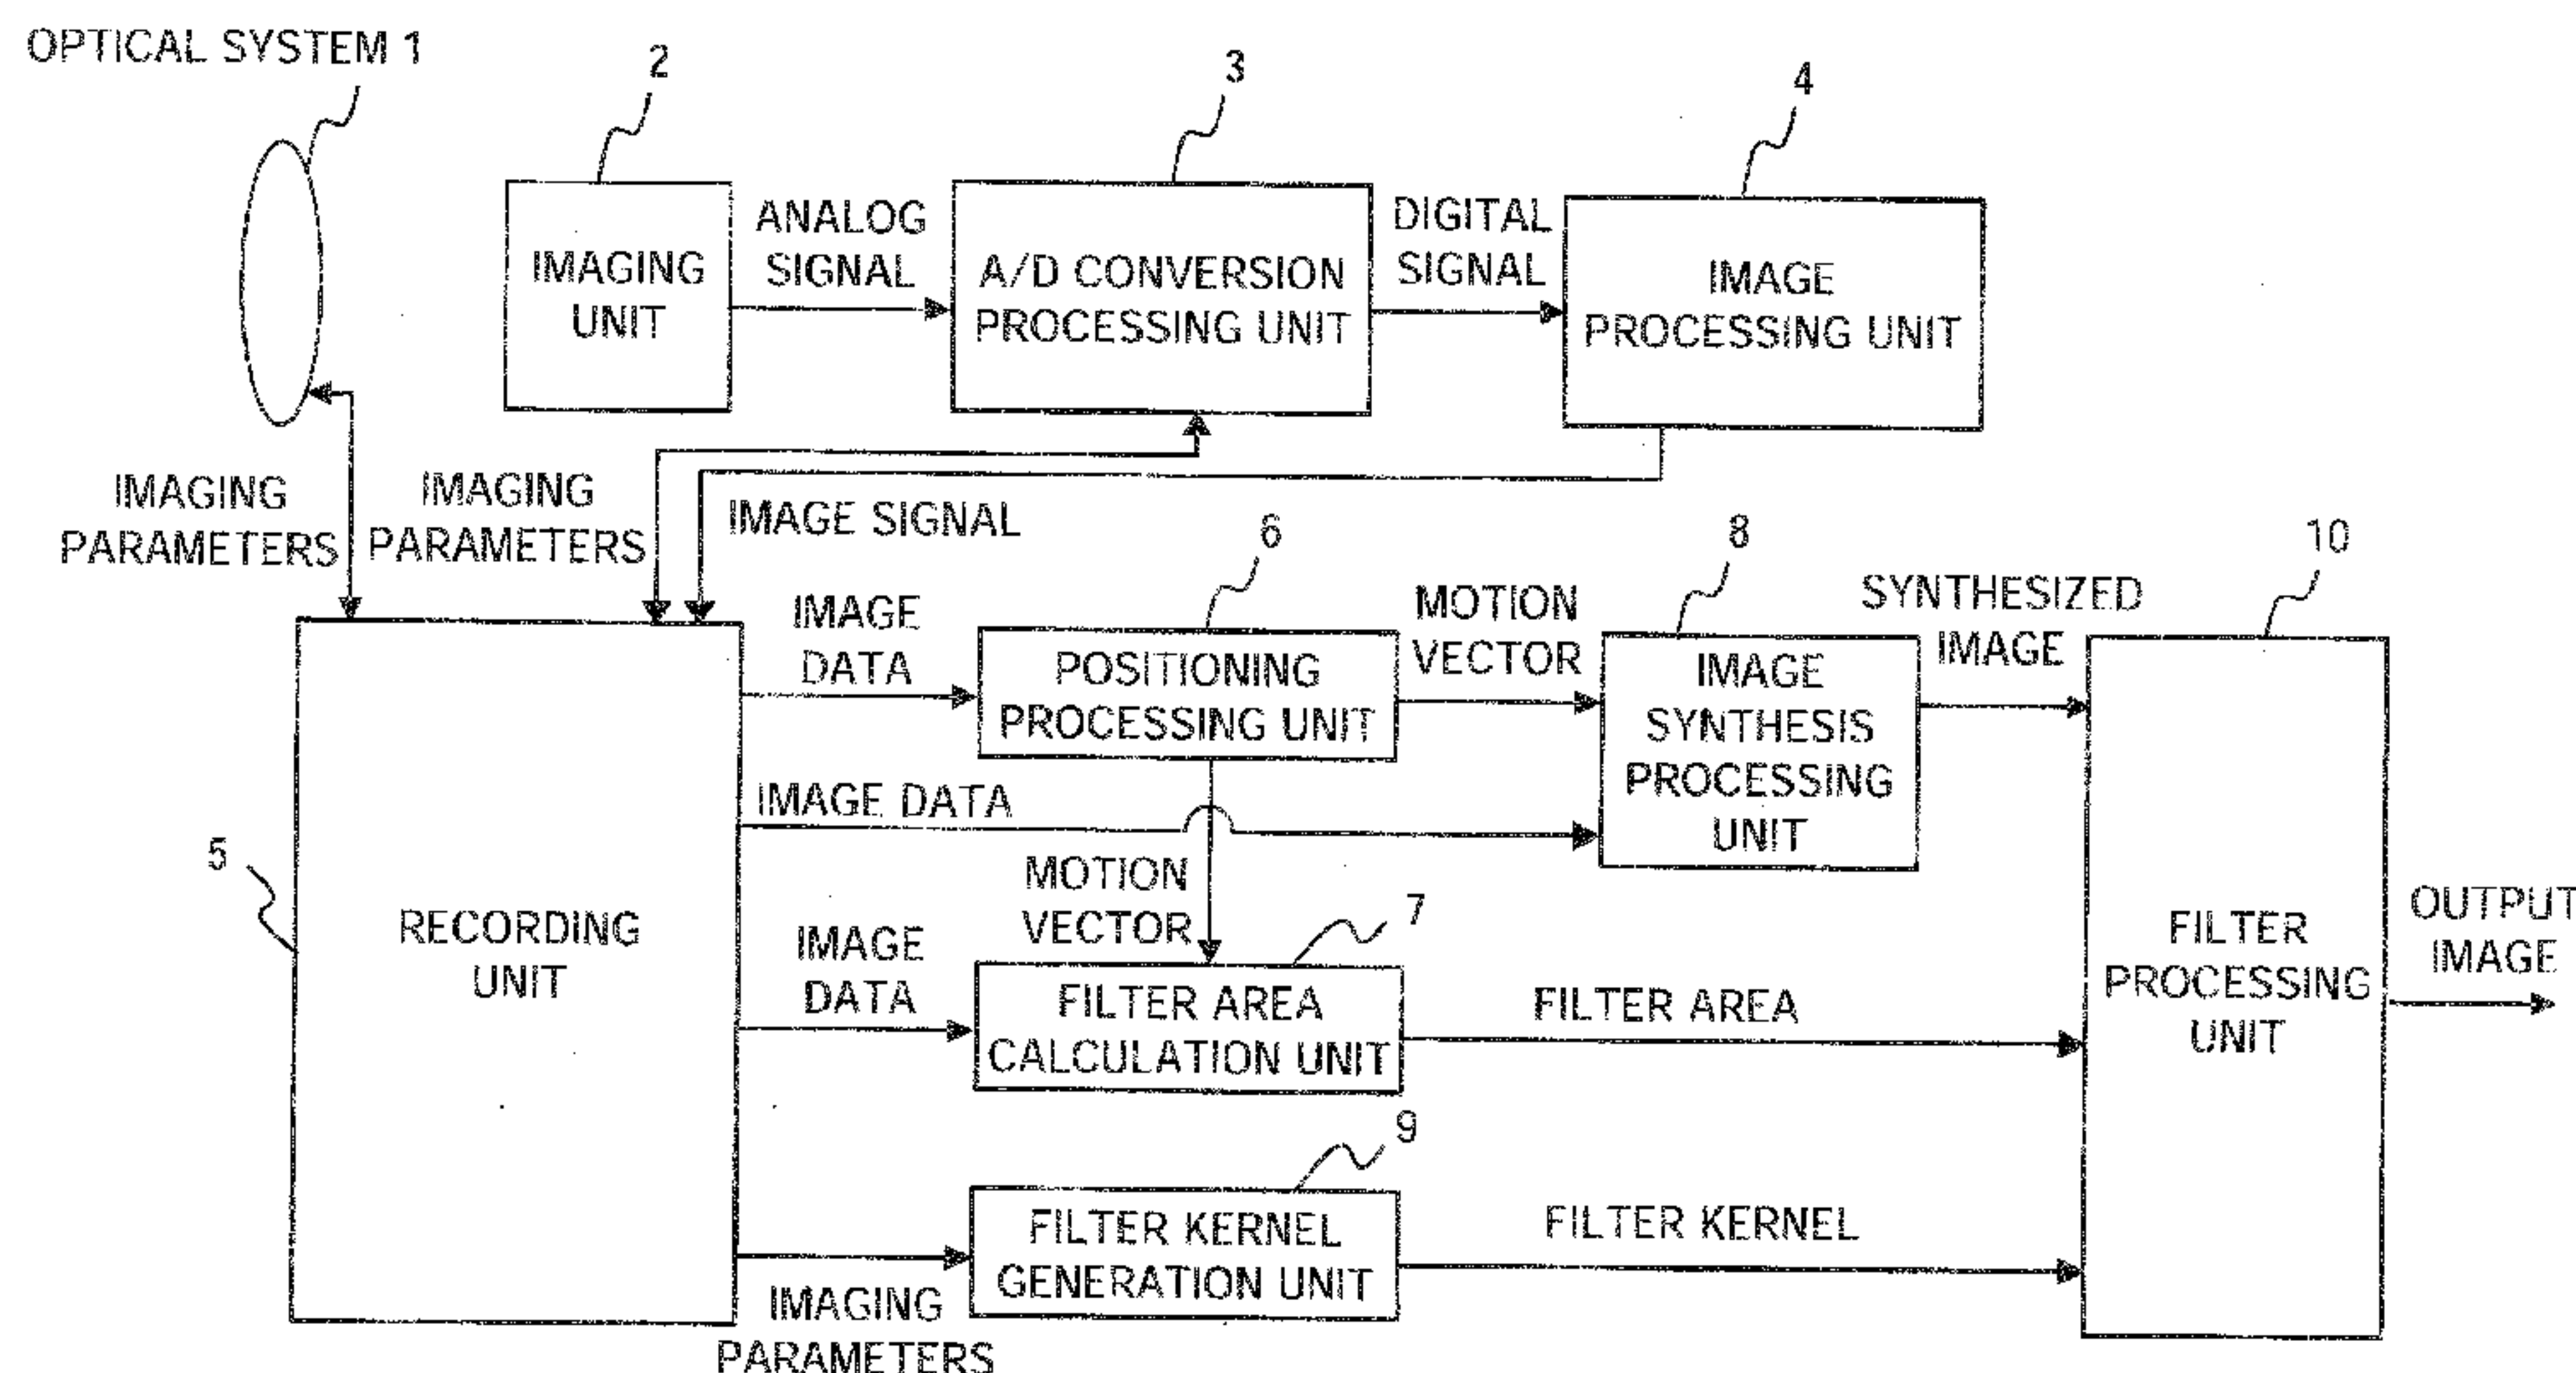 OPTICAL SYSTEM 1
2
3
4
IMAGING
UNIT
ANALOG
SIGNAL
A/D CONVERSION
PROCESSING UNIT
DIGITAL
SIGNAL
IMAGE
PROCESSING UNIT
IMAGING
PARAMETERS
IMAGING
PARAMETERS
IMAGE SIGNAL
5
RECORDING
UNIT
IMAGE
DATA
6
POSITIONING
PROCESSING UNIT
MOTION
VECTOR
8
IMAGE
SYNTHESIS
PROCESSING
UNIT
SYNTHESIZED
IMAGE
10
FILTER
PROCESSING
UNIT
OUTPUT
IMAGE
IMAGE DATA
MOTION
VECTOR
IMAGE
DATA
7
FILTER AREA
CALCULATION UNIT
FILTER AREA
9
FILTER KERNEL
GENERATION UNIT
FILTER KERNEL
IMAGING
PARAMETERS